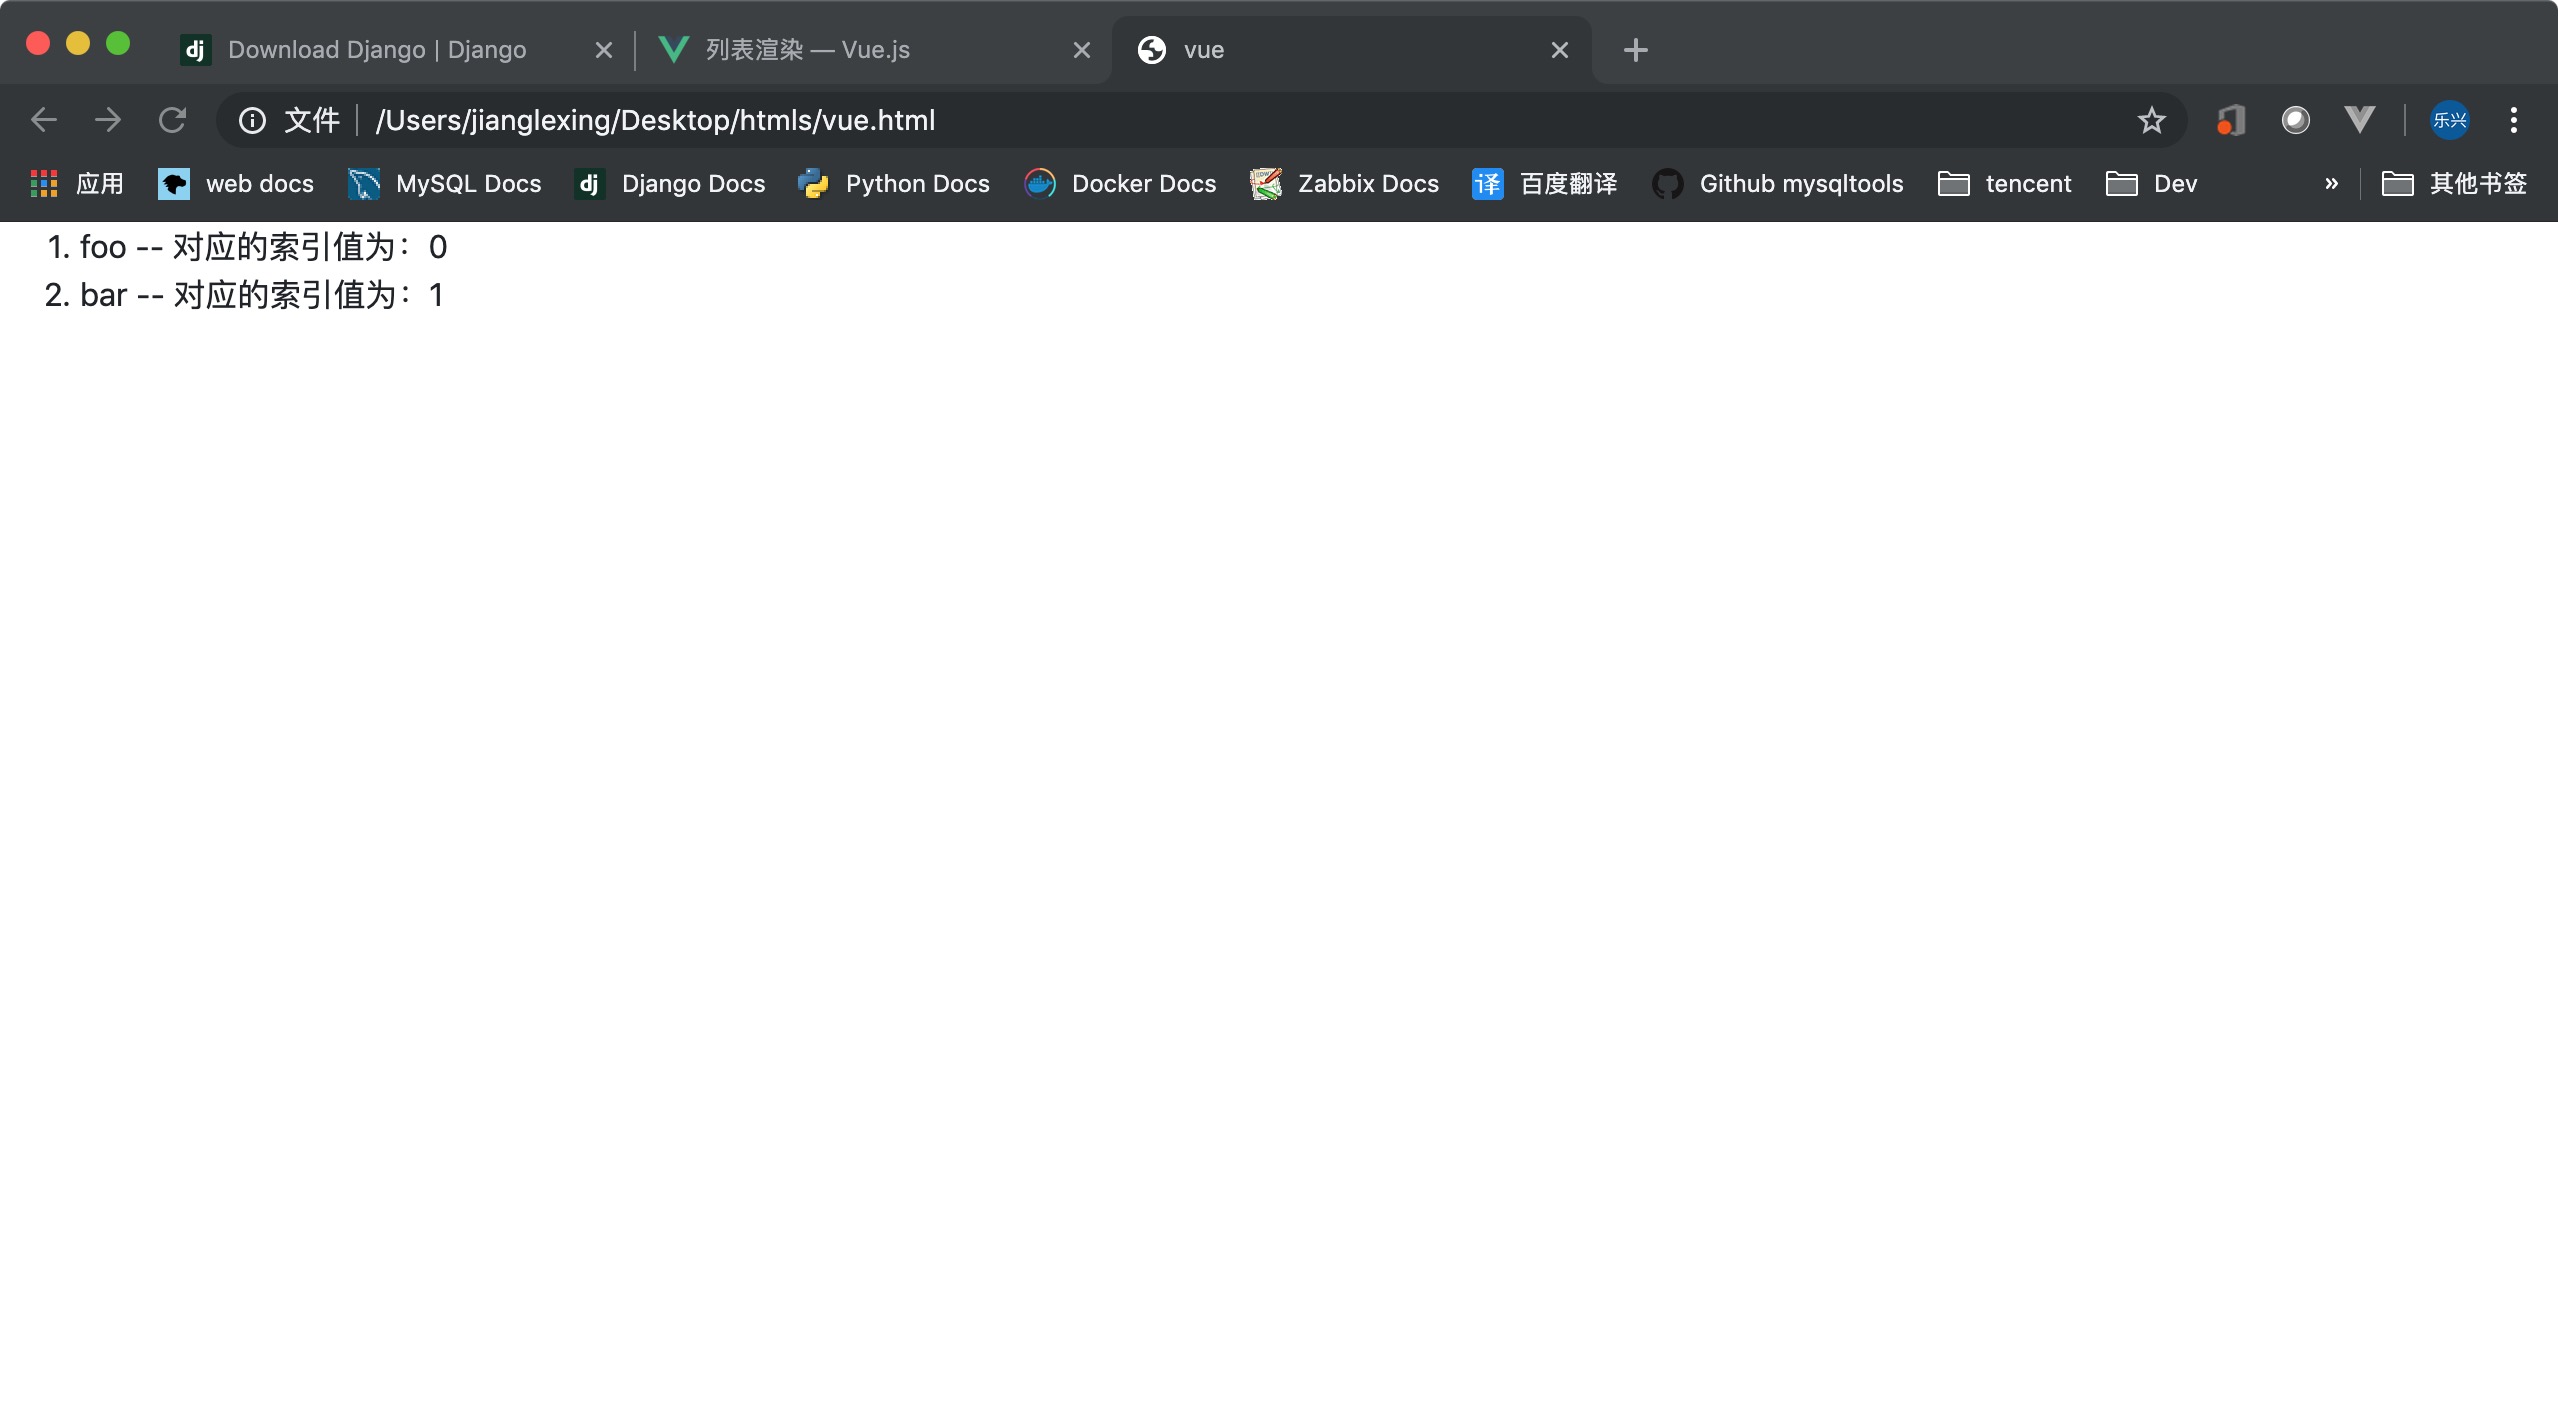 dj Download Django | Django 列表渲染 — Vue.js vue
文件 /Users/jianglexing/Desktop/htmls/vue.html 乐兴
应用 web docs MySQL Docs dj Django Docs Python Docs Docker Docs Zabbix Docs 译 百度翻译 Github mysqltools tencent Dev » 其他书签
1. foo -- 对应的索引值为：0
2. bar -- 对应的索引值为：1